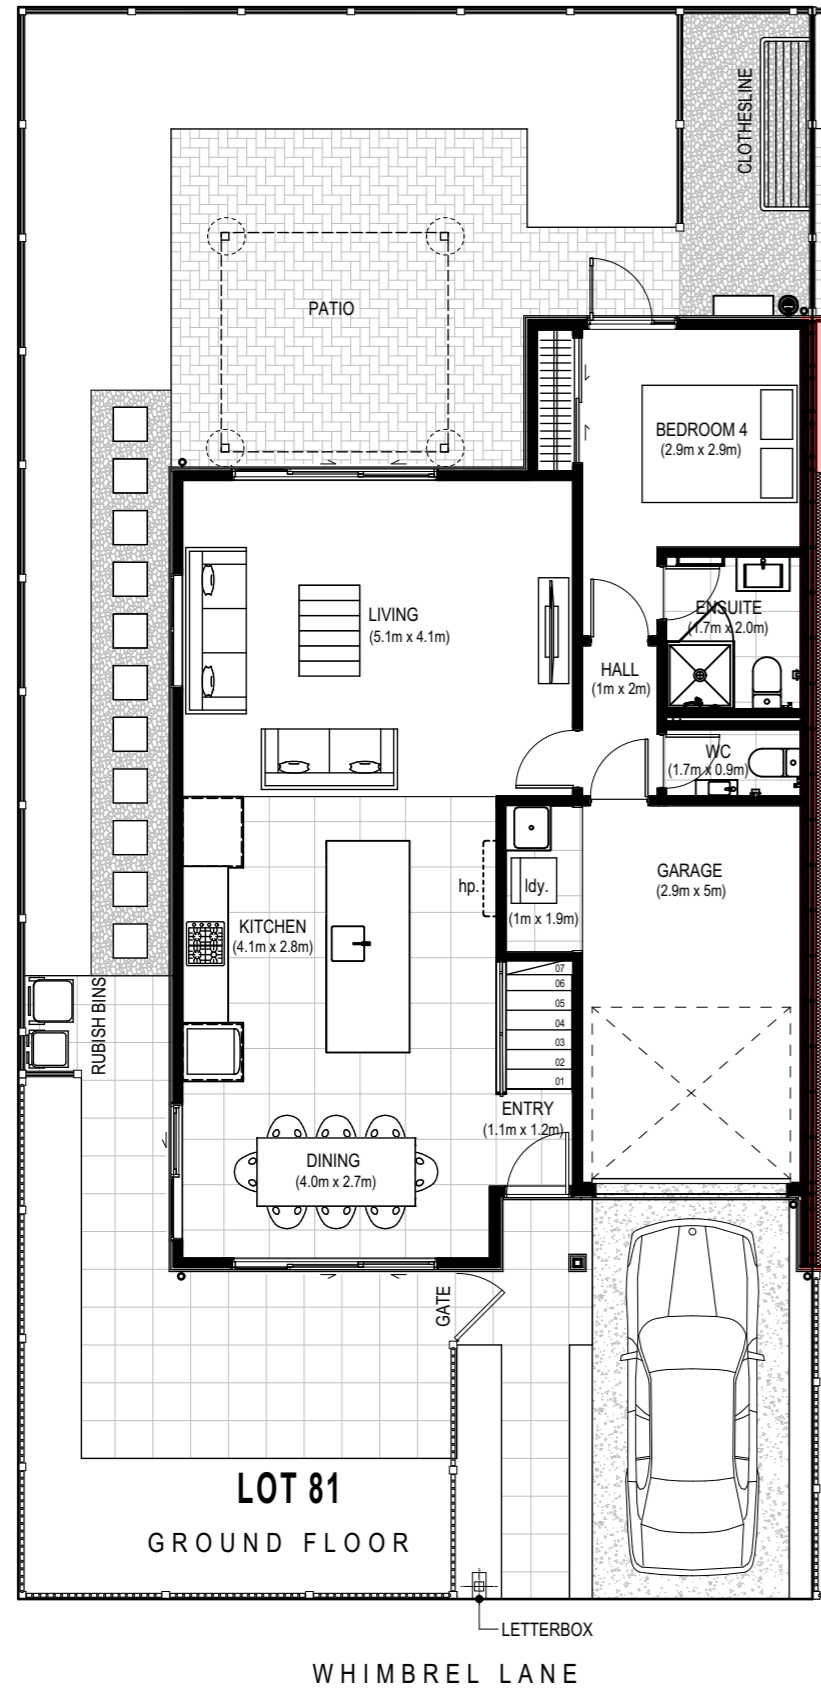 CLOTHESLINE
PATIO
BEDROOM 4
(2.9m x 2.9m)
LIVING
(5.1m x 4.1m)
ENSUITE
(1.7m x 2.0m)
HALL
(1m x 2m)
WC
(1.7m x 0.9m)
GARAGE
(2.9m x 5m)
hp.
ldy.
(1m x 1.9m)
KITCHEN
(4.1m x 2.8m)
07
06
05
04
03
02
01
RUBISH BINS
ENTRY
(1.1m x 1.2m)
DINING
(4.0m x 2.7m)
GATE
LOT 81
GROUND FLOOR
LETTERBOX
WHIMBREL LANE